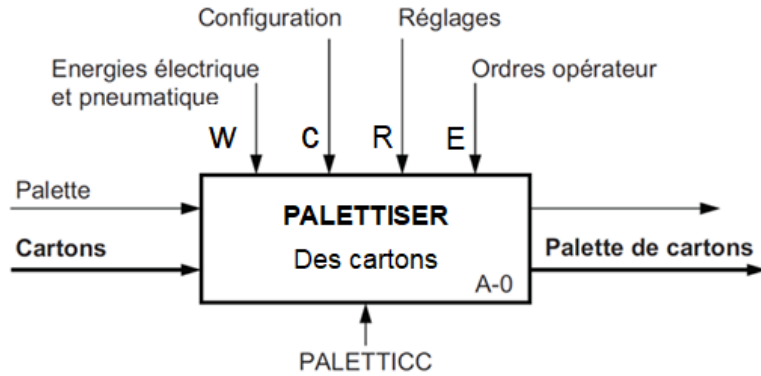 Configuration
Réglages
Energies électrique
et pneumatique
Ordres opérateur
W
C
R
E
Palette
PALETTISER
Cartons
Des cartons
Palette de cartons
A-0
PALETTICC